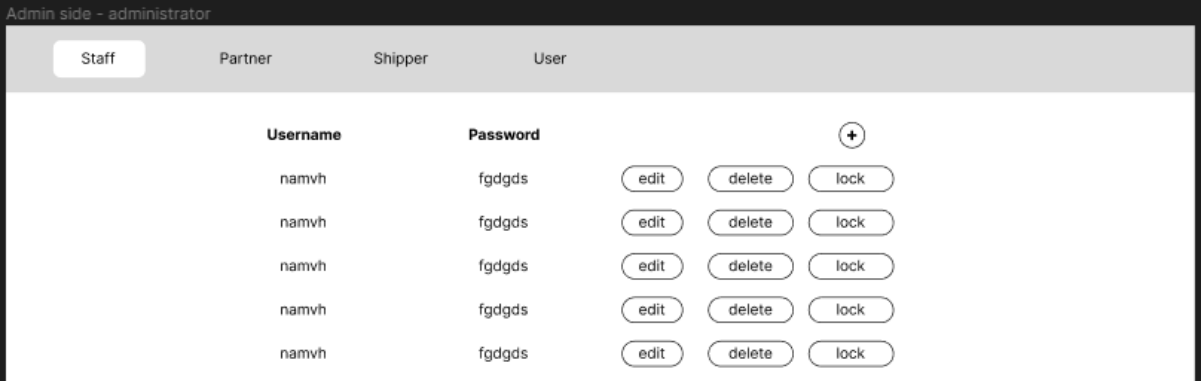 Admin side - administrator
Staff Partner Shipper User
Username Password +
namvh fgdgds edit delete lock
namvh fgdgds edit delete lock
namvh fgdgds edit delete lock
namvh fgdgds edit delete lock
namvh fgdgds edit delete lock